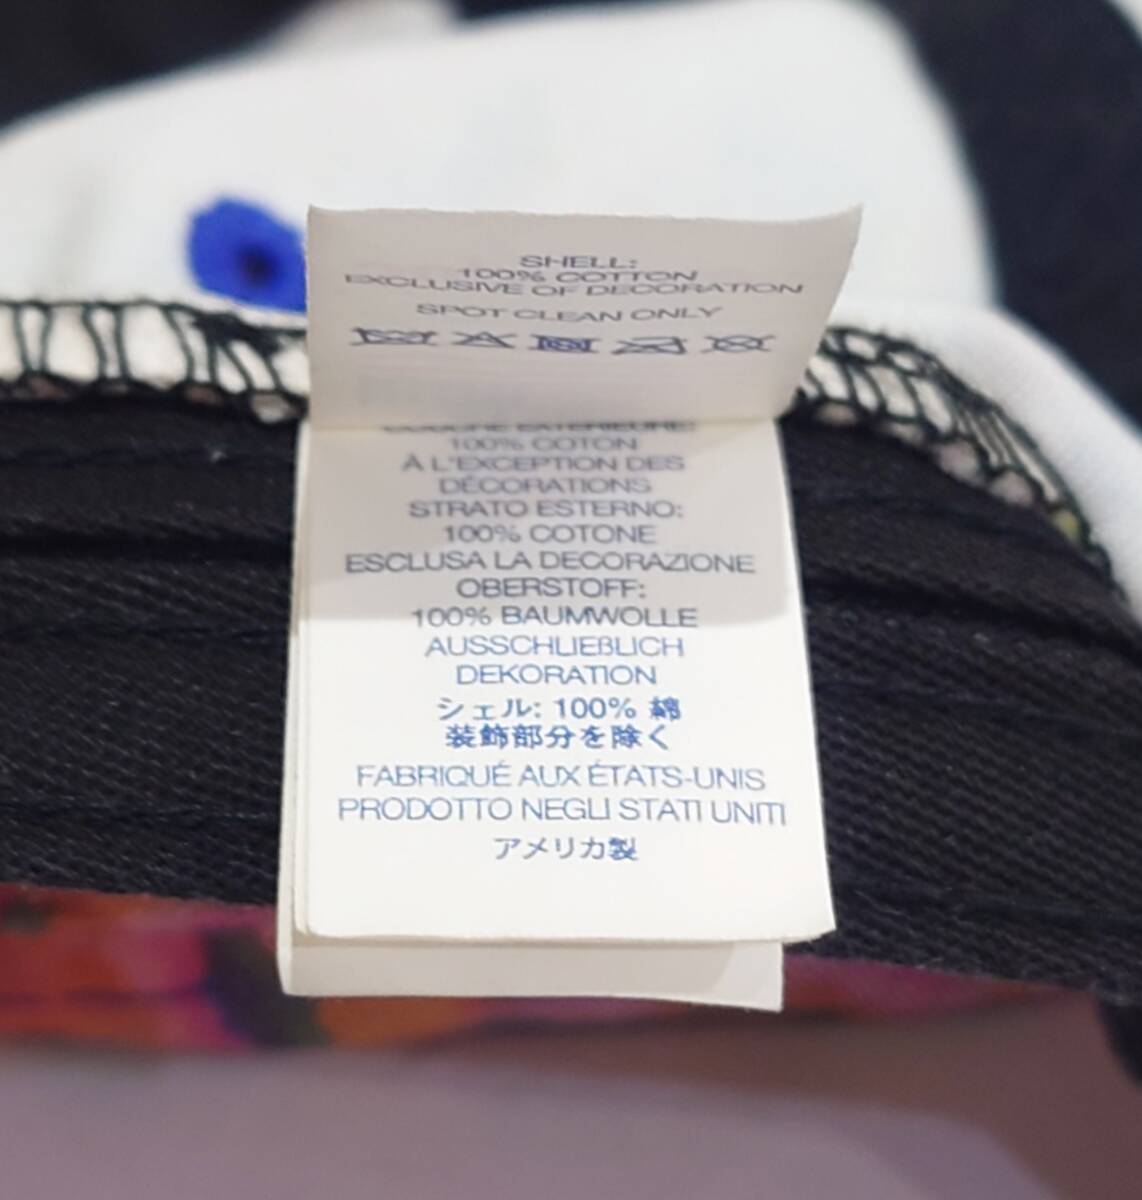 SHELL:
100% COTTON
EXCLUSIVE OF DECORATION
SPOT CLEAN ONLY
COUCHE EXTÉRIEURE:
100% COTON
À L'EXCEPTION DES
DÉCORATIONS
STRATO ESTERNO:
100% COTONE
ESCLUSA LA DECORAZIONE
OBERSTOFF:
100% BAUMWOLLE
AUSSCHLIEßLICH
DEKORATION
シェル: 100% 綿
装飾部分を除く
FABRIQUÉ AUX ÉTATS-UNIS
PRODOTTO NEGLI STATI UNITI
アメリカ製